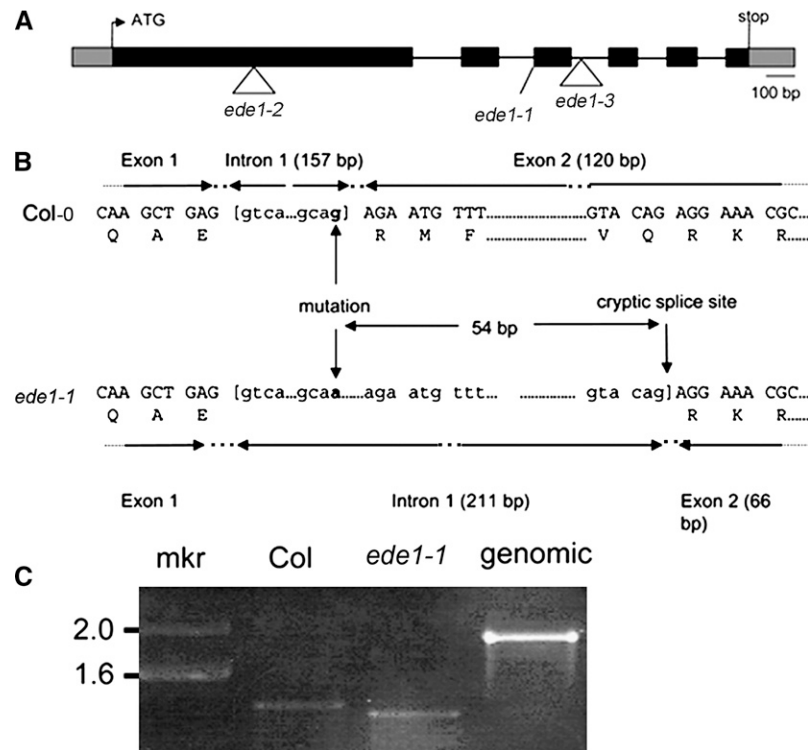 A
ATG
stop
ede1-2
ede1-1
ede1-3
100 bp
B
Exon 1 Intron 1 (157 bp) Exon 2 (120 bp)
Col-0 CAA GCT GAG [gtca...gcag] AGA ATG TTT.....................GTA CAG AGG AAA CGC...
Q A E R M F ..................... V Q R K R......
mutation
cryptic splice site
54 bp
ede1-1 CAA GCT GAG [gtca...gcaa......aga atg ttt... ................ gta cag]AGG AAA CGC...
Q A E R K R......
Exon 1 Intron 1 (211 bp) Exon 2 (66
bp)
C
mkr Col ede1-1 genomic
2.0
1.6